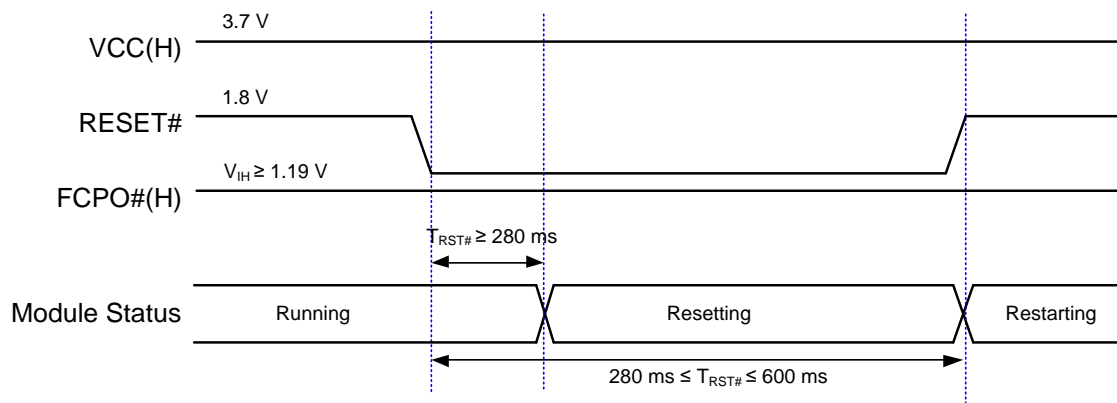 3.7 V
VCC(H)
1.8 V
RESET#
VIH ≥ 1.19 V
FCPO#(H)
TRST# ≥ 280 ms
Module Status
Running
Resetting
Restarting
280 ms ≤ TRST# ≤ 600 ms